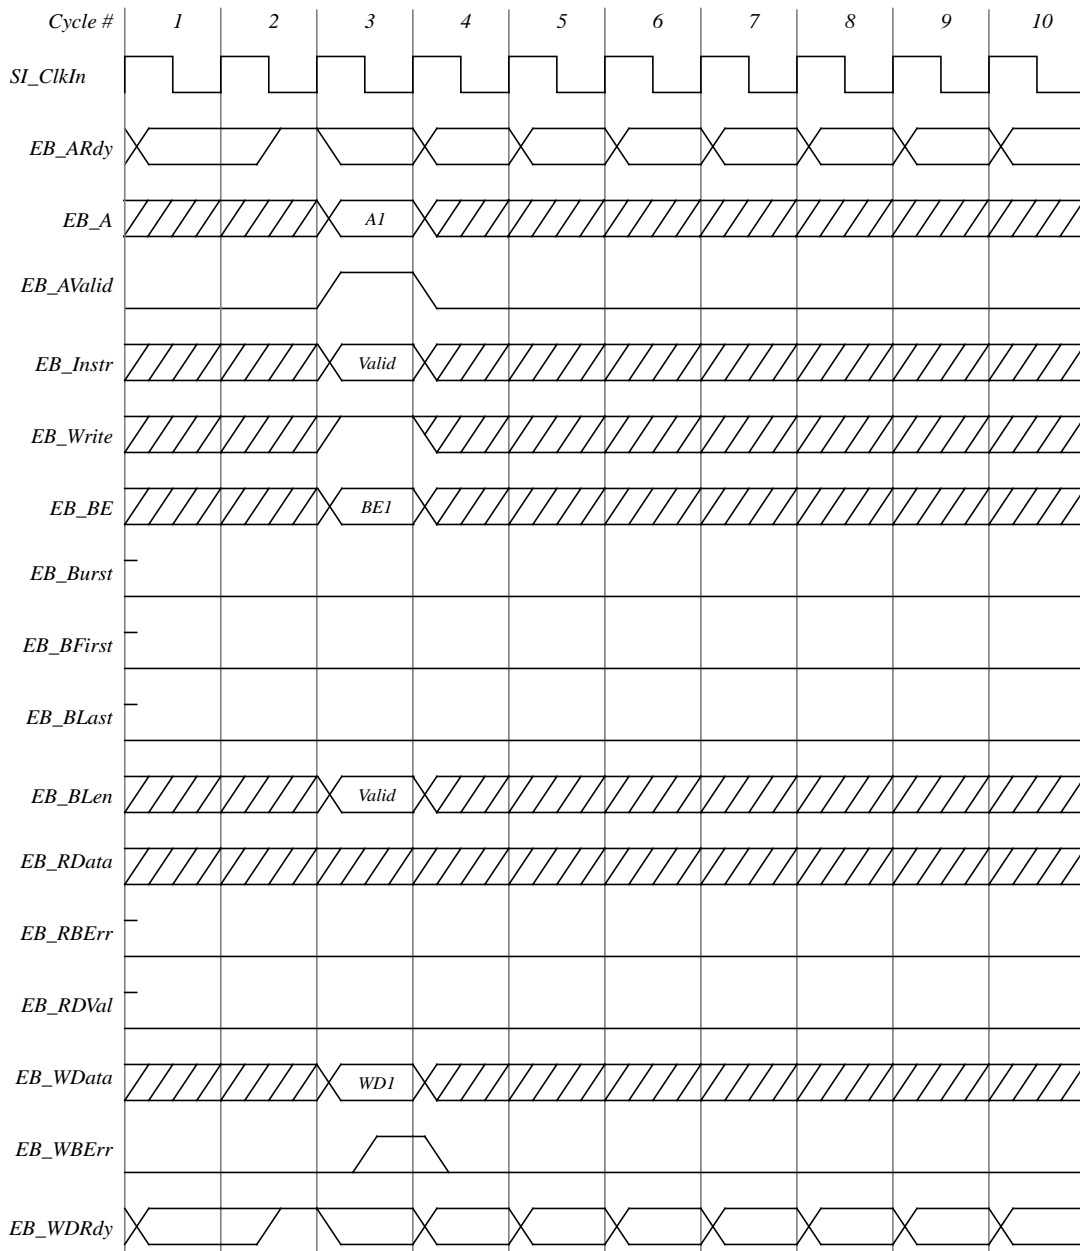 Cycle # 1 2 3 4 5 6 7 8 9 10
SI_ClkIn
EB_ARdy
EB_A A1
EB_AValid
EB_Instr Valid
EB_Write
EB_BE BE1
EB_Burst
EB_BFirst
EB_BLast
EB_BLen Valid
EB_RData
EB_RBErr
EB_RDVal
EB_WData WD1
EB_WBErr
EB_WDRdy